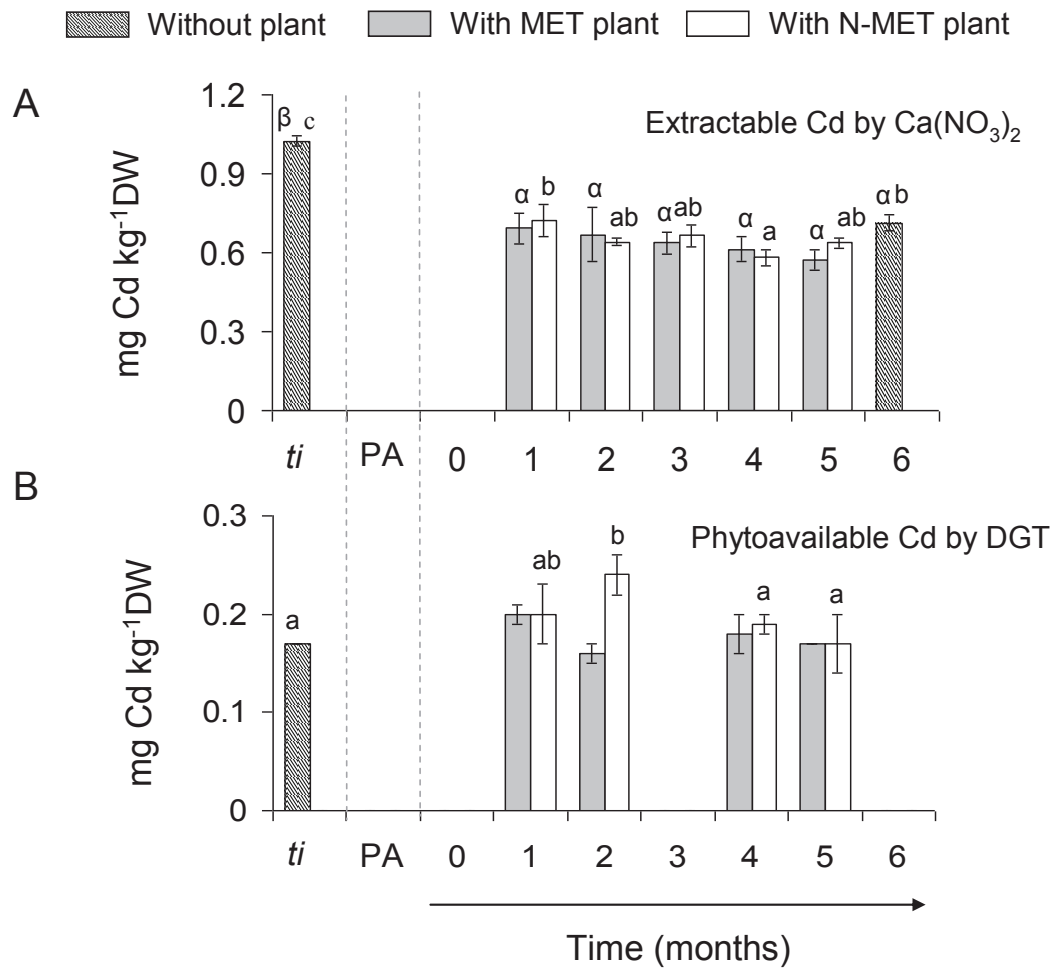 Without plant With MET plant With N-MET plant
A
Extractable Cd by Ca(NO₃)₂
mg Cd kg⁻¹DW
1.2
0.9
0.6
0.3
0
β c
α b
α ab
α ab
α a
α ab
α b
ti PA 0 1 2 3 4 5 6
B
Phytoavailable Cd by DGT
mg Cd kg⁻¹DW
0.3
0.2
0.1
0
a
ab
b
a
a
ti PA 0 1 2 3 4 5 6
Time (months)